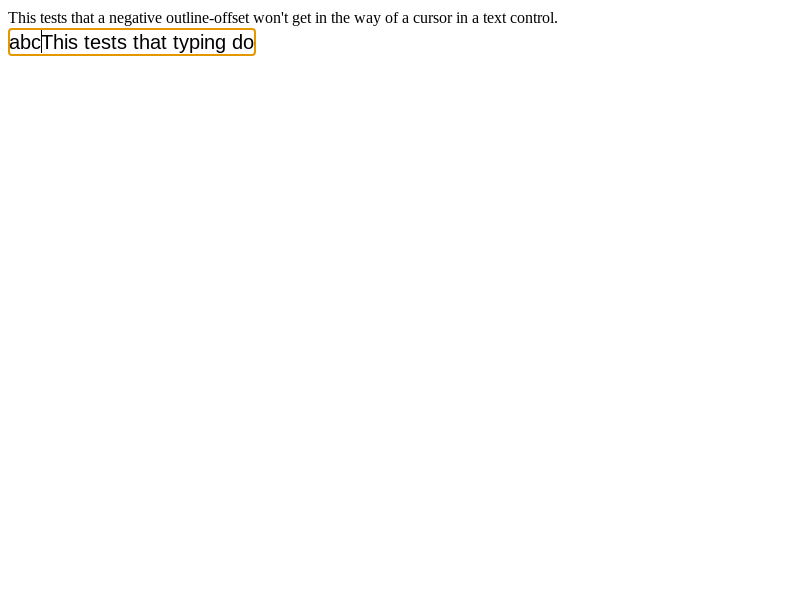 This tests that a negative outline-offset won't get in the way of a cursor in a text control.
abcThis tests that typing do